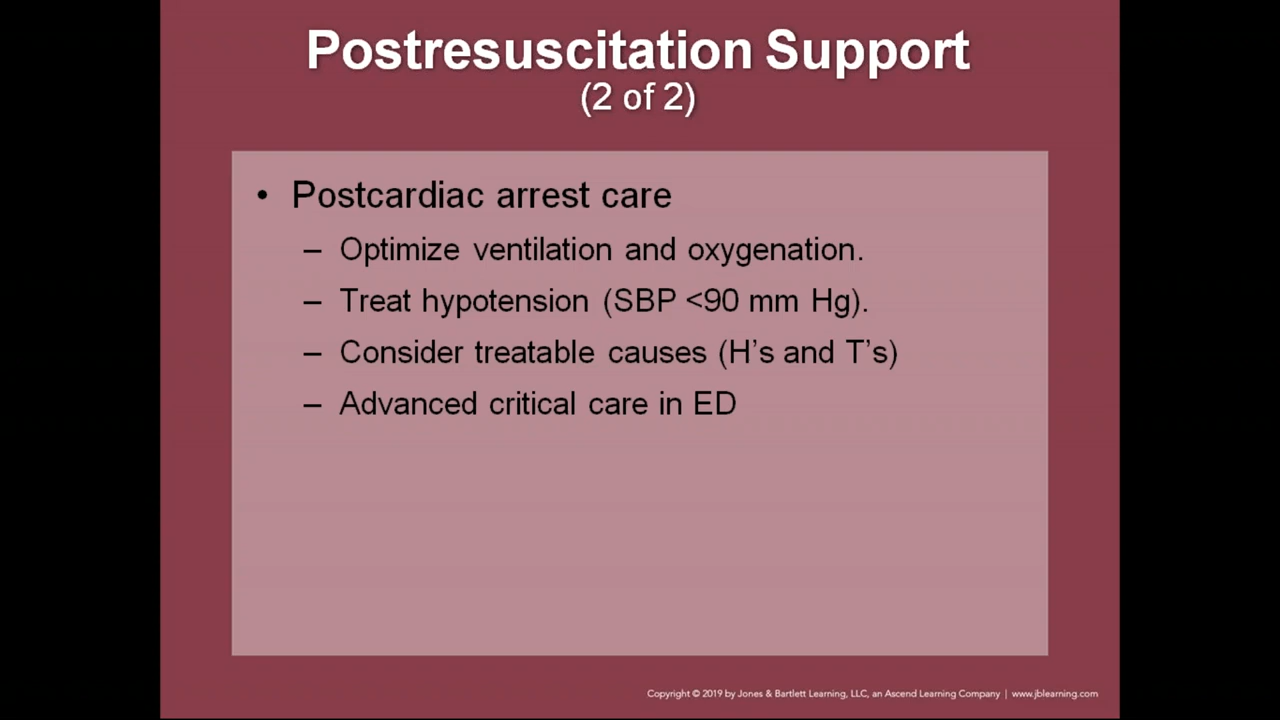 Postresuscitation Support
(2 of 2)
• Postcardiac arrest care
– Optimize ventilation and oxygenation.
– Treat hypotension (SBP <90 mm Hg).
– Consider treatable causes (H’s and T’s)
– Advanced critical care in ED
Copyright © 2019 by Jones & Bartlett Learning, LLC, an Ascend Learning Company | www.jblearning.com